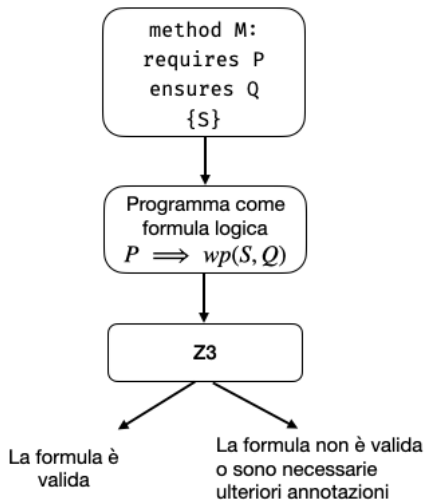 method M:
requires P
ensures Q
{S}
Programma come
formula logica
P ⟹ wp(S, Q)
Z3
La formula è
valida
La formula non è valida
o sono necessarie
ulteriori annotazioni